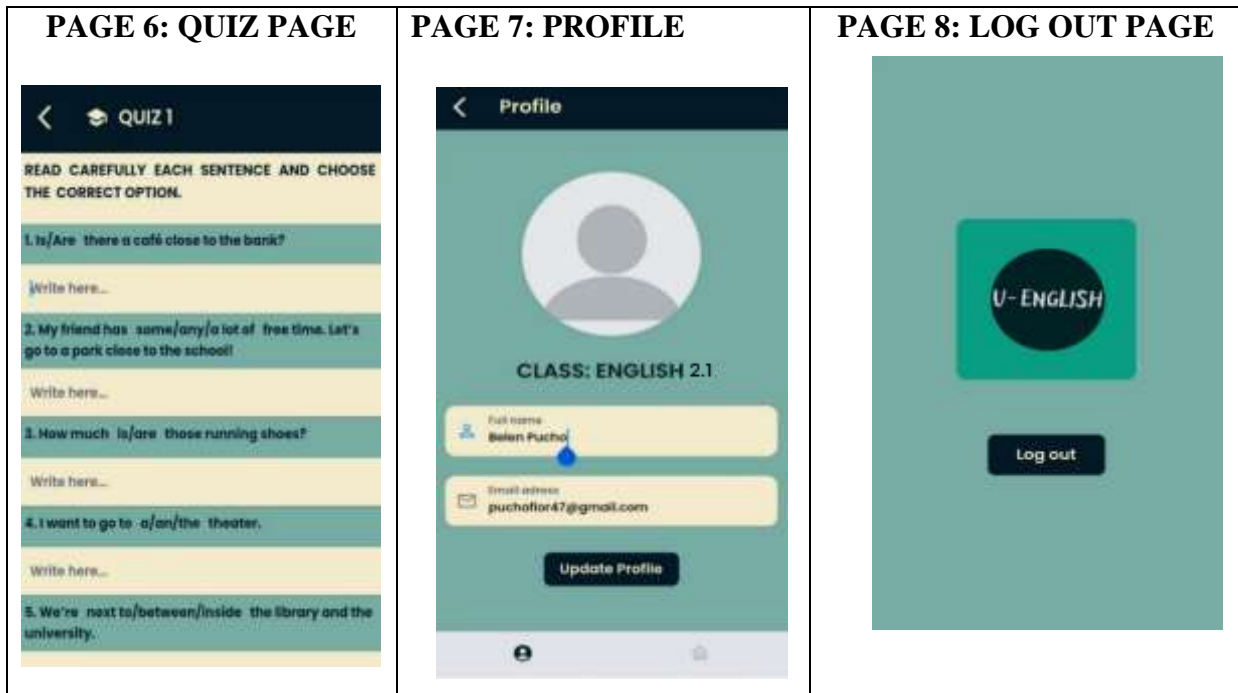 PAGE 6: QUIZ PAGE
QUIZ 1
READ CAREFULLY EACH SENTENCE AND CHOOSE
THE CORRECT OPTION.
1. Is/Are there a café close to the bank?
Write here...
2. My friend has some/any/a lot of free time. Let's
go to a park close to the school!
Write here...
3. How much is/are those running shoes?
Write here...
4. I want to go to a/an/the theater.
Write here...
5. We're next to/between/inside the library and the
university.
PAGE 7: PROFILE
Profile
CLASS: ENGLISH 2.1
Full name
Belen Pucho
Email adress
puchoflor47@gmail.com
Update Profile
PAGE 8: LOG OUT PAGE
U-ENGLISH
Log out